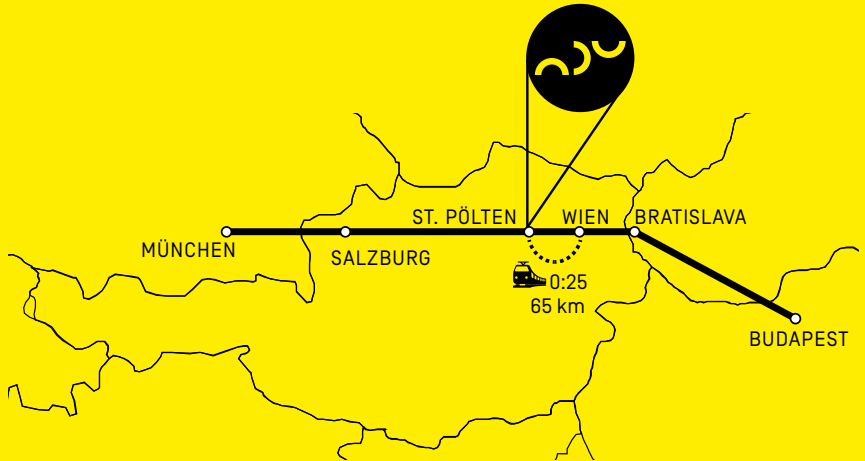 ST. PÖLTEN
WIEN
BRATISLAVA
MÜNCHEN
SALZBURG
0:25
65 km
BUDAPEST